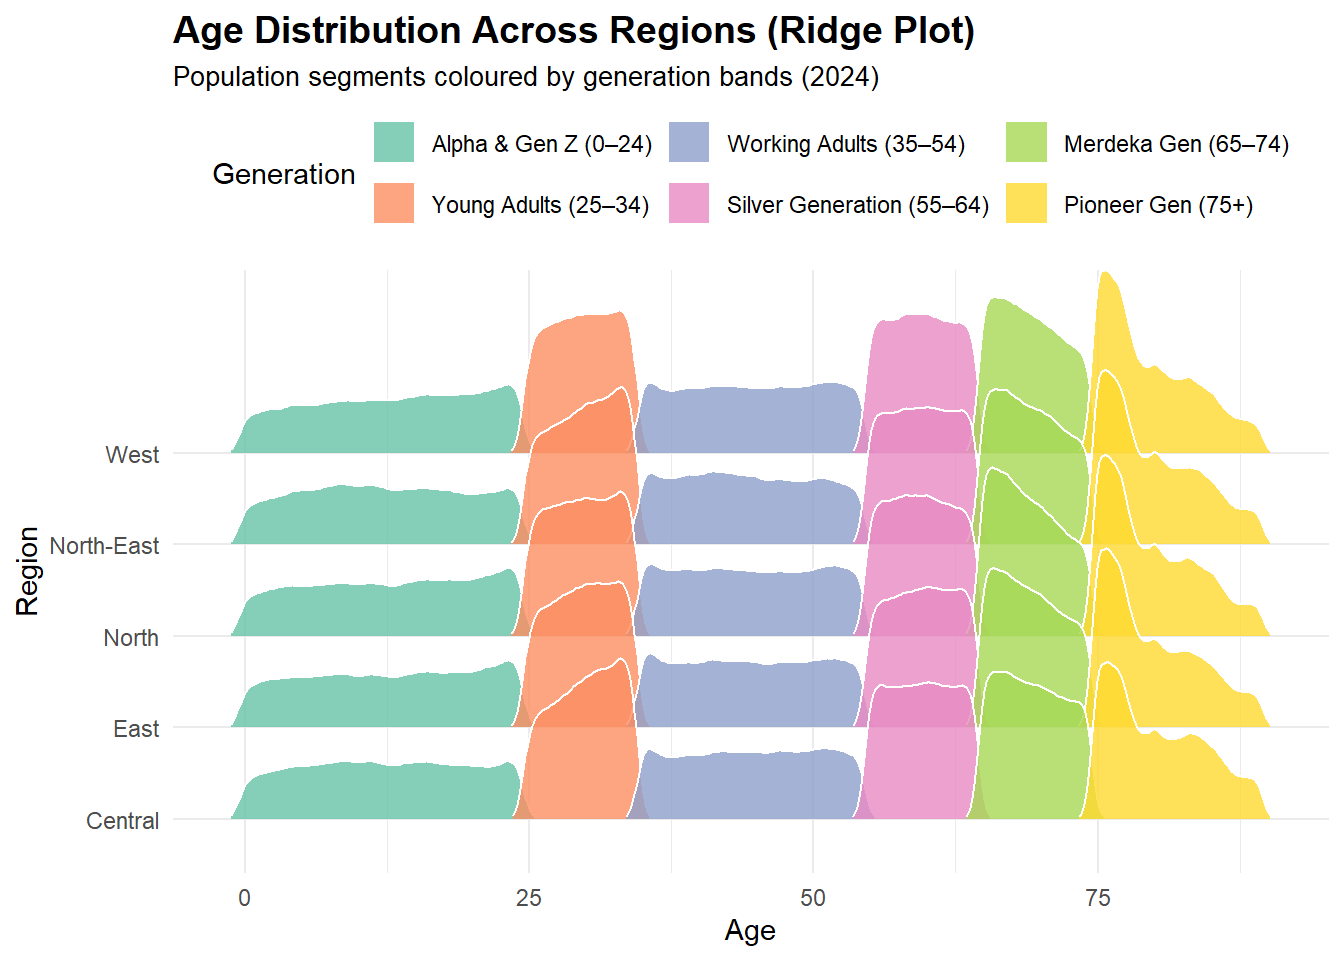 Age Distribution Across Regions (Ridge Plot)
Population segments coloured by generation bands (2024)
Generation
Alpha & Gen Z (0–24)
Working Adults (35–54)
Merdeka Gen (65–74)
Young Adults (25–34)
Silver Generation (55–64)
Pioneer Gen (75+)
Region
West
North-East
North
East
Central
0
25
50
75
Age